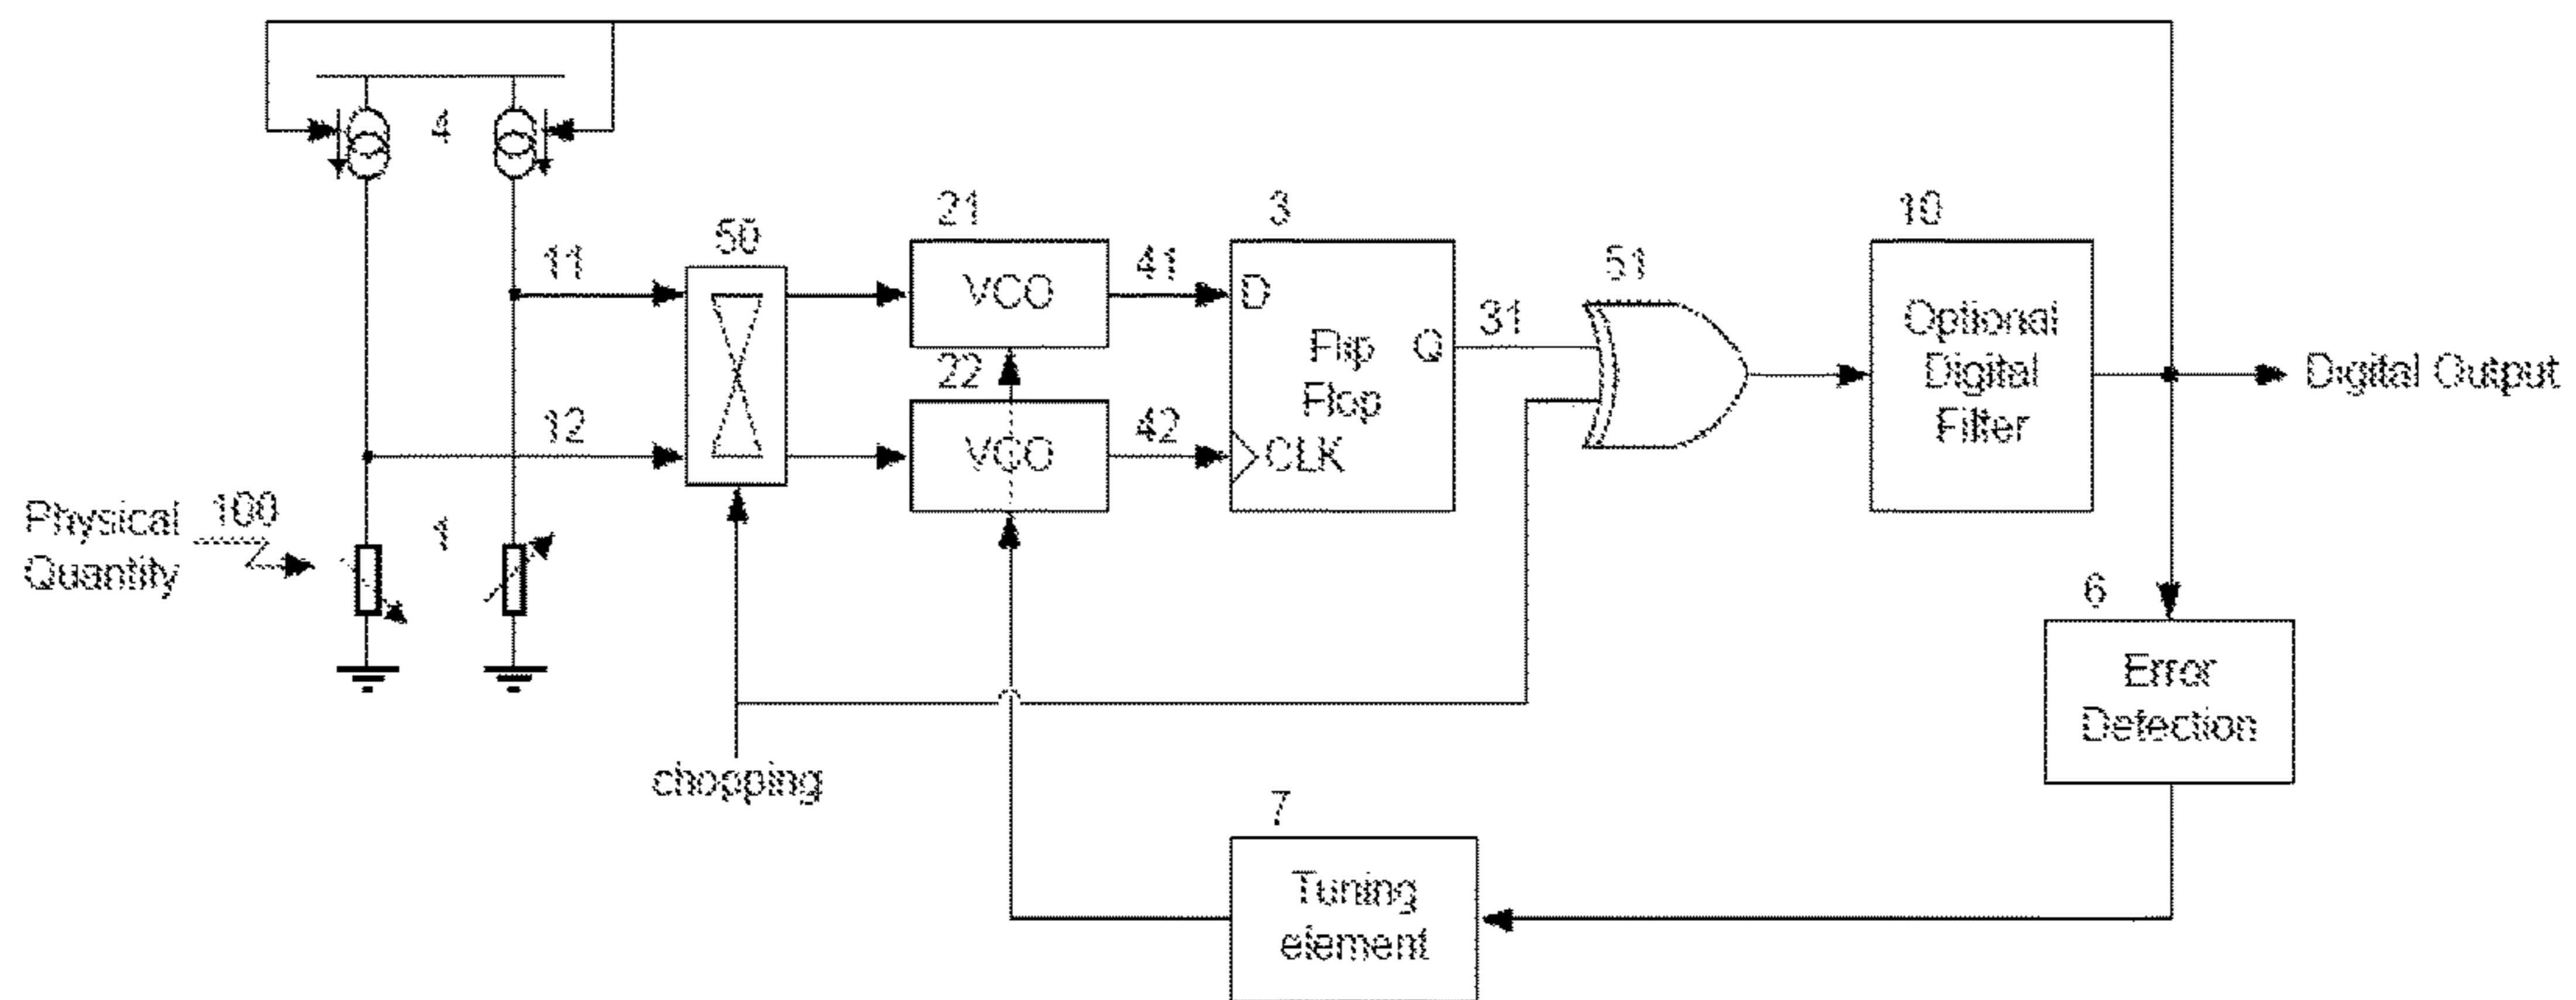 4
21
3
10
50
51
11
VCO
41
D
Optional
Digital
Filter
22
Flip
Flop
Q
31
Digital Output
12
VCO
42
CLK
Physical
Quantity
100
1
6
Error
Detection
chopping
7
Tuning
element